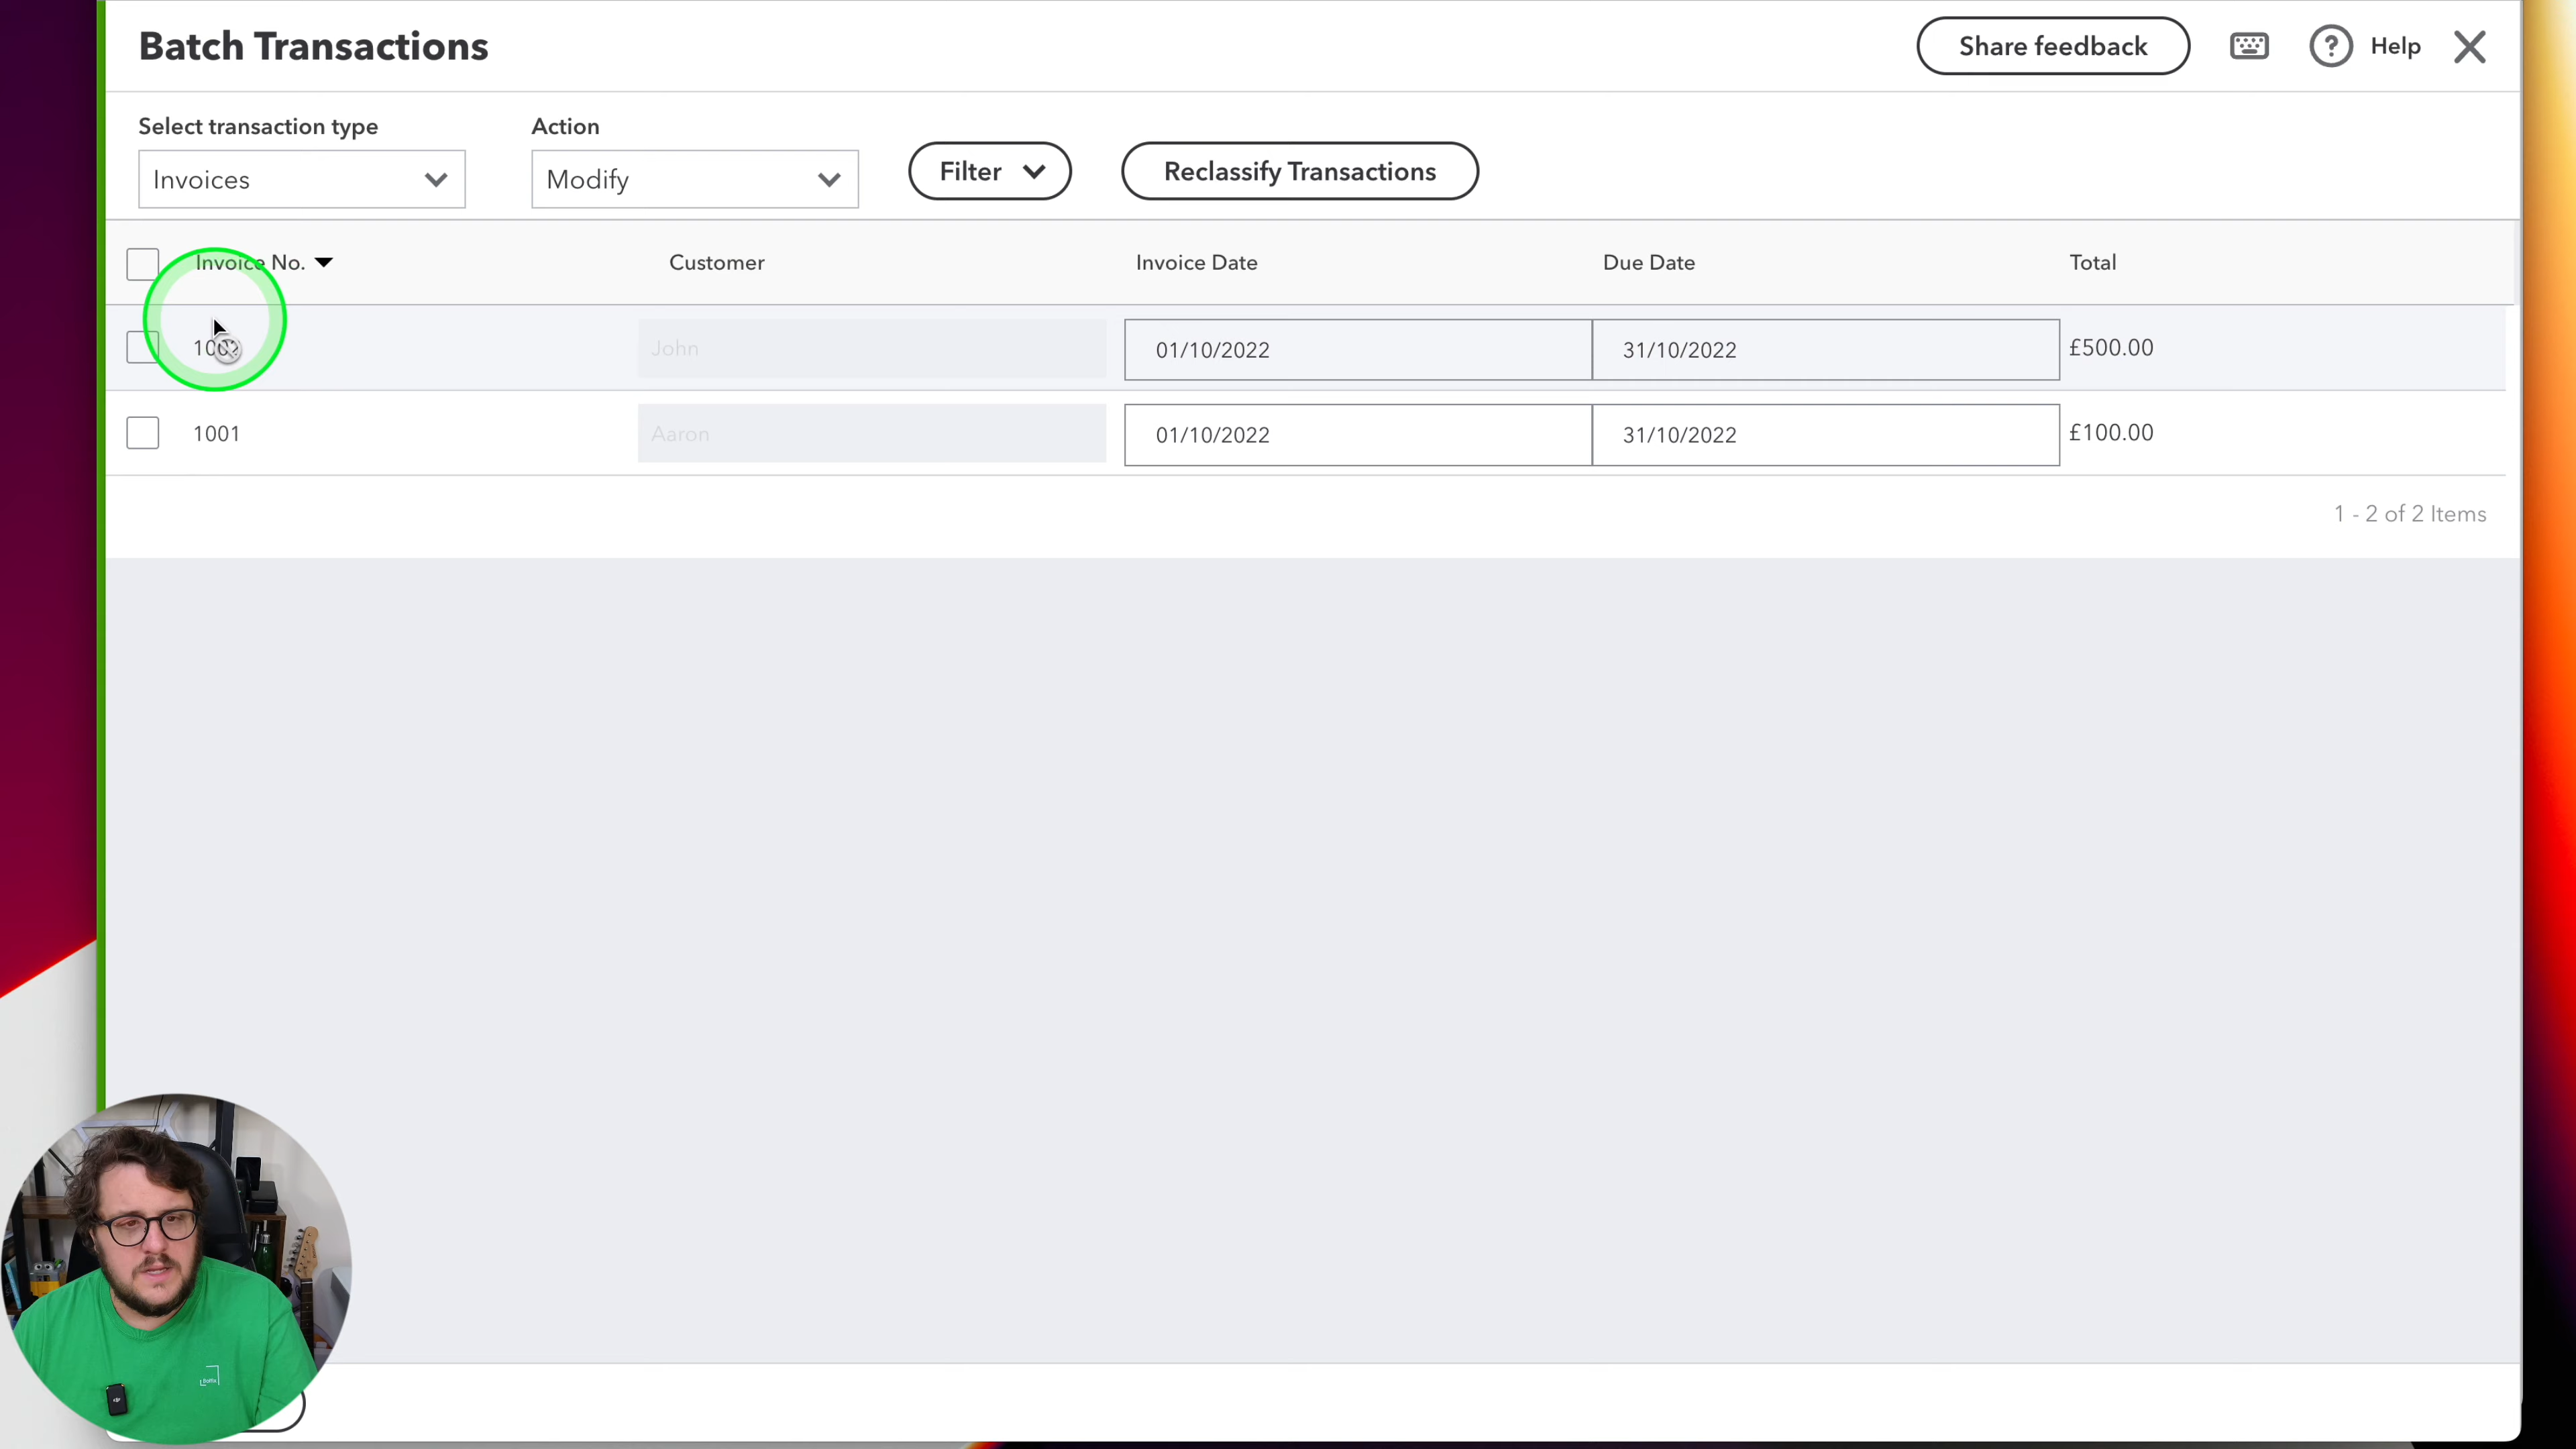 Batch Transactions
Share feedback
Help
Select transaction type
Action
Invoices
Modify
Filter
Reclassify Transactions
Invoice No.
Customer
Invoice Date
Due Date
Total
1002
John
01/10/2022
31/10/2022
£500.00
1001
Aaron
01/10/2022
31/10/2022
£100.00
1 - 2 of 2 Items